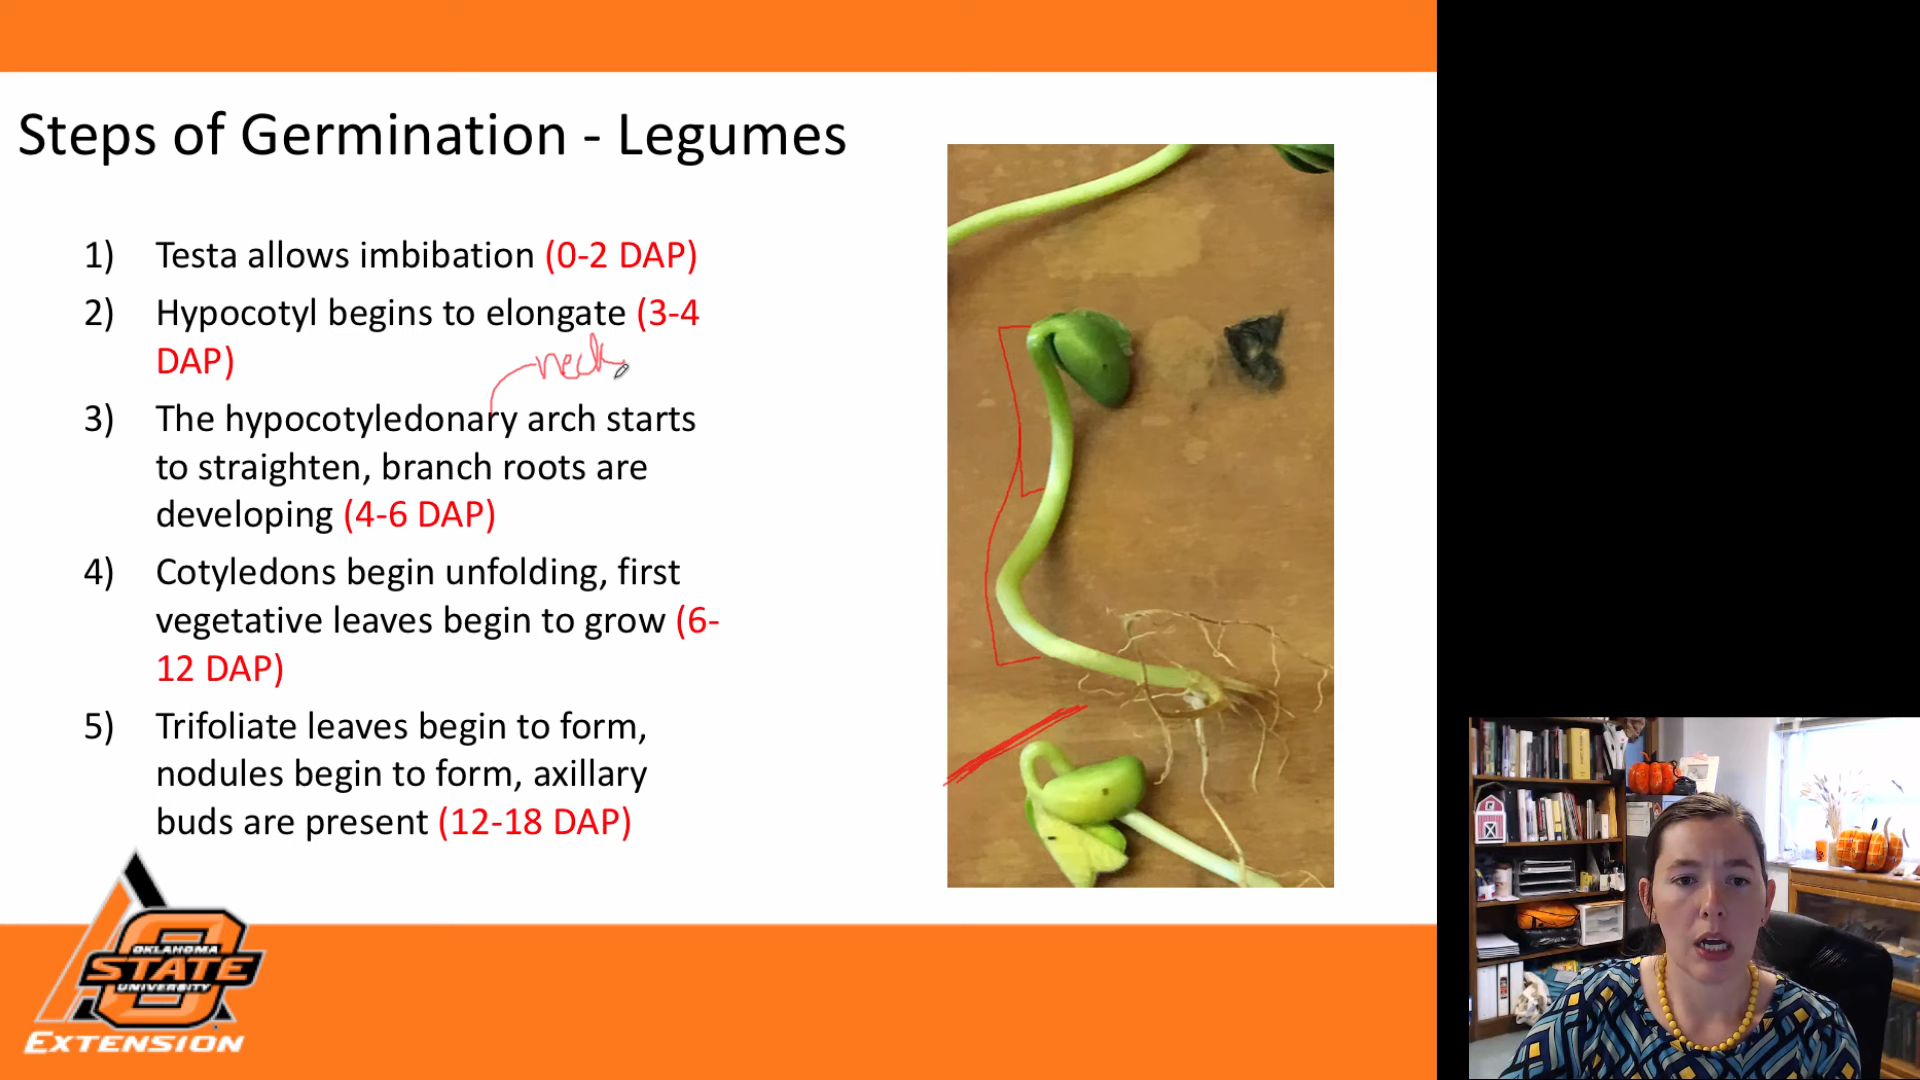 Steps of Germination - Legumes
1) Testa allows imbibation (0-2 DAP)
2) Hypocotyl begins to elongate (3-4
DAP)
neck
3) The hypocotyledonary arch starts
to straighten, branch roots are
developing (4-6 DAP)
4) Cotyledons begin unfolding, first
vegetative leaves begin to grow (6-
12 DAP)
5) Trifoliate leaves begin to form,
nodules begin to form, axillary
buds are present (12-18 DAP)
OKLAHOMA
STATE
UNIVERSITY
EXTENSION